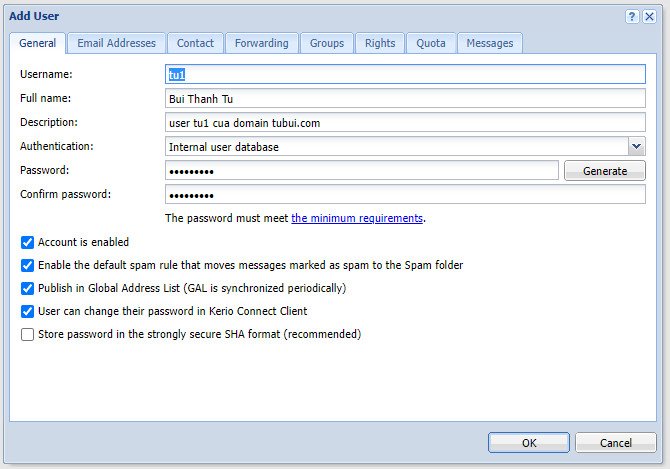 Add User
General Email Addresses Contact Forwarding Groups Rights Quota Messages
Username: tu1
Full name: Bui Thanh Tu
Description: user tu1 cua domain tubui.com
Authentication: Internal user database
Password: ●●●●●●●●● Generate
Confirm password: ●●●●●●●●●
The password must meet the minimum requirements.
Account is enabled
Enable the default spam rule that moves messages marked as spam to the Spam folder
Publish in Global Address List (GAL is synchronized periodically)
User can change their password in Kerio Connect Client
Store password in the strongly secure SHA format (recommended)
OK Cancel